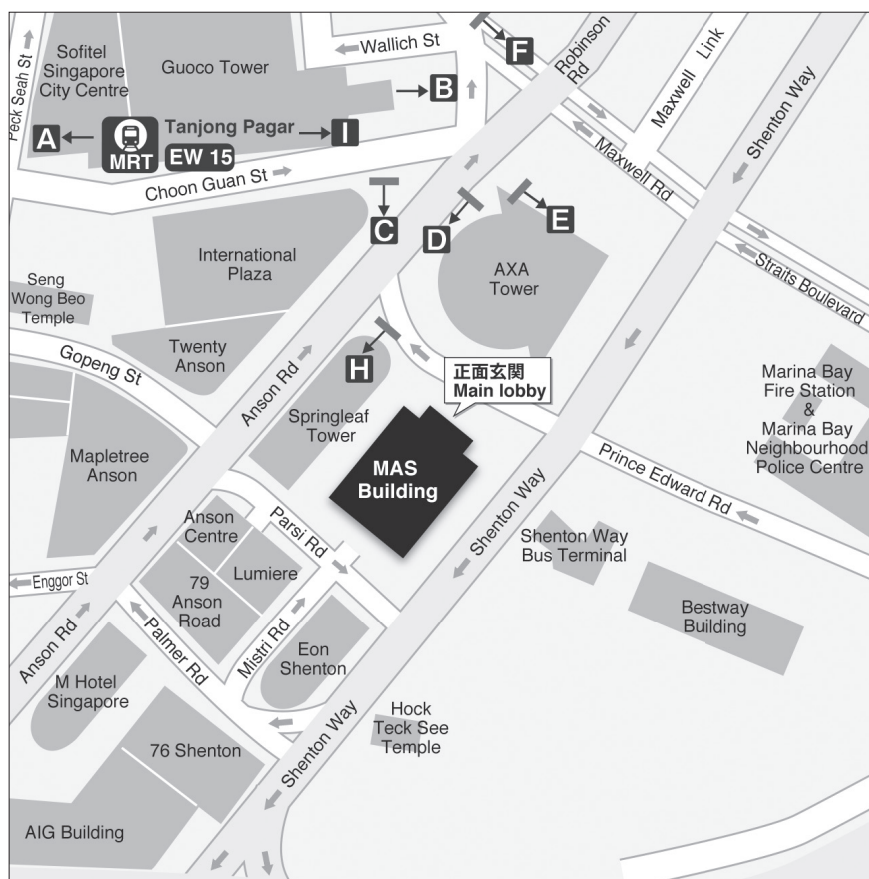 Wallich St
F
Robinson
Rd
Maxwell Link
Shenton Way
Peck Seah St
Sofitel
Singapore
City Centre
Guoco Tower
B
A
MRT
Tanjong Pagar
EW 15
I
Choon Guan St
Maxwell Rd
C
D
E
International
Plaza
AXA
Tower
Straits Boulevard
Seng
Wong Beo
Temple
Twenty
Anson
Gopeng St
H
正面玄関
Main lobby
Anson Rd
Springleaf
Tower
Marina Bay
Fire Station
&
Marina Bay
Neighbourhood
Police Centre
Mapletree
Anson
MAS
Building
Prince Edward Rd
Shenton Way
Anson
Centre
Parsi Rd
Shenton Way
Bus Terminal
Enggor St
79
Anson
Road
Lumiere
Bestway
Building
Anson Rd
Palmer Rd
Mistri Rd
Eon
Shenton
M Hotel
Singapore
Hock
Teck See
Temple
Shenton Way
76 Shenton
AIG Building